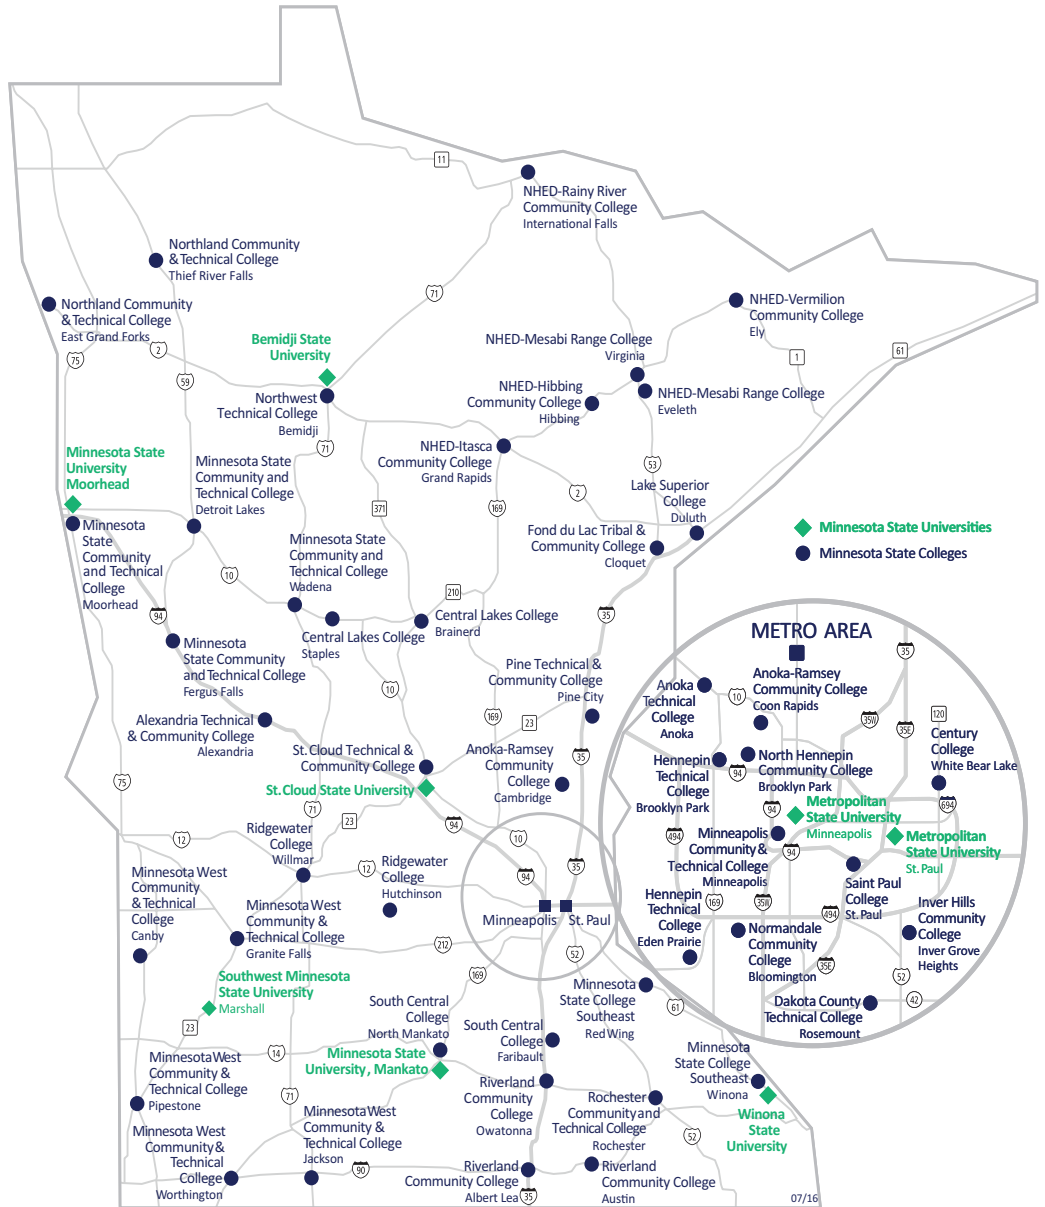 11
NHED-Rainy River
Community College
International Falls
Northland Community
& Technical College
Thief River Falls
71
Northland Community
& Technical College
East Grand Forks
NHED-Vermilion
Community College
Ely
75
2
59
Bemidji State
University
NHED-Mesabi Range College
Virginia
1
61
Northwest
Technical College
Bemidji
NHED-Hibbing
Community College
Hibbing
NHED-Mesabi Range College
Eveleth
71
NHED-Itasca
Community College
Grand Rapids
53
Minnesota State
University
Moorhead
Minnesota State
Community and
Technical College
Detroit Lakes
2
Lake Superior
College
Duluth
371
169
Minnesota
State
Community
and Technical
College
Moorhead
Minnesota State
Community and
Technical College
Wadena
Fond du Lac Tribal &
Community College
Cloquet
Minnesota State Universities
Minnesota State Colleges
10
210
94
35
Central Lakes College
Staples
Central Lakes College
Brainerd
Minnesota
State Community
and Technical College
Fergus Falls
10
Pine Technical &
Community College
Pine City
169
23
Alexandria Technical
& Community College
Alexandria
St. Cloud Technical &
Community College
St. Cloud State University
Anoka-Ramsey
Community
College
Cambridge
35
75
71
23
94
10
12
Ridgewater
College
Willmar
12
Ridgewater
College
Hutchinson
94
35
Minnesota West
Community
& Technical
College
Canby
Minnesota West
Community &
Technical College
Granite Falls
Minneapolis
St. Paul
212
52
169
Southwest Minnesota
State University
Marshall
23
South Central
College
North Mankato
Minnesota
State College
Southeast
Red Wing
61
14
Minnesota State
University, Mankato
South Central
College
Faribault
Minnesota West
Community &
Technical College
Pipestone
71
Riverland
Community
College
Owatonna
Minnesota
State College
Southeast
Winona
Winona
State
University
Minnesota West
Community &
Technical College
Jackson
Rochester
Community and
Technical College
Rochester
52
Minnesota West
Community &
Technical
College
Worthington
90
Riverland
Community College
Albert Lea
35
Riverland
Community College
Austin
07/16
METRO AREA
35
Anoka
Technical
College
Anoka
10
Anoka-Ramsey
Community College
Coon Rapids
35W
35E
120
Century
College
White Bear Lake
Hennepin
Technical
College
Brooklyn Park
94
North Hennepin
Community College
Brooklyn Park
94
Metropolitan
State University
Minneapolis
694
494
Minneapolis
Community &
Technical College
Minneapolis
94
Metropolitan
State University
St. Paul
Hennepin
Technical
College
Eden Prairie
169
35W
494
Saint Paul
College
St. Paul
Inver Hills
Community
College
Inver Grove
Heights
Normandale
Community
College
Bloomington
35E
52
42
Dakota County
Technical College
Rosemount